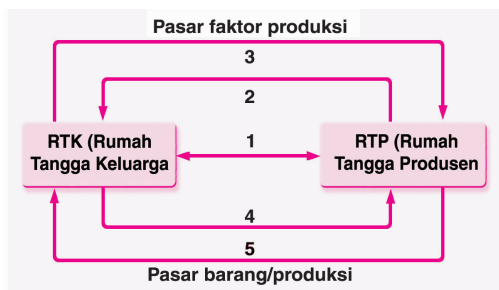 Pasar faktor produksi
3
2
RTK (Rumah
Tangga Keluarga
1
RTP (Rumah
Tangga Produsen
4
5
Pasar barang/produksi